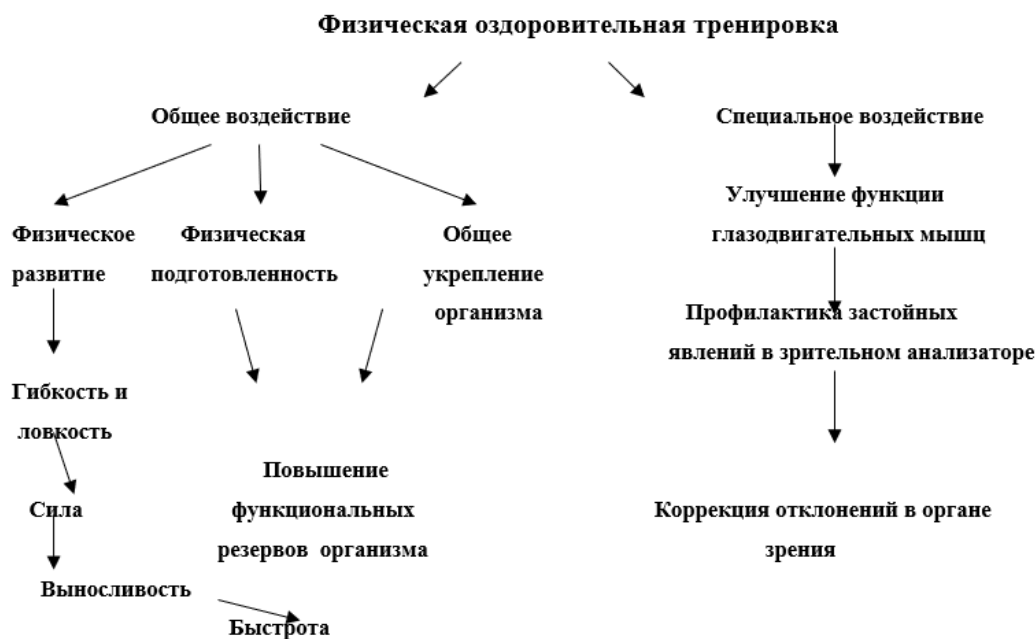 Физическая оздоровительная тренировка
Общее воздействие
Специальное воздействие
Физическое
развитие
Физическая
подготовленность
Общее
укрепление
организма
Улучшение функции
глазодвигательных мышц
Профилактика застойных
явлений в зрительном анализаторе
Гибкость и
ловкость
Сила
Выносливость
Быстрота
Повышение
функциональных
резервов организма
Коррекция отклонений в органе
зрения